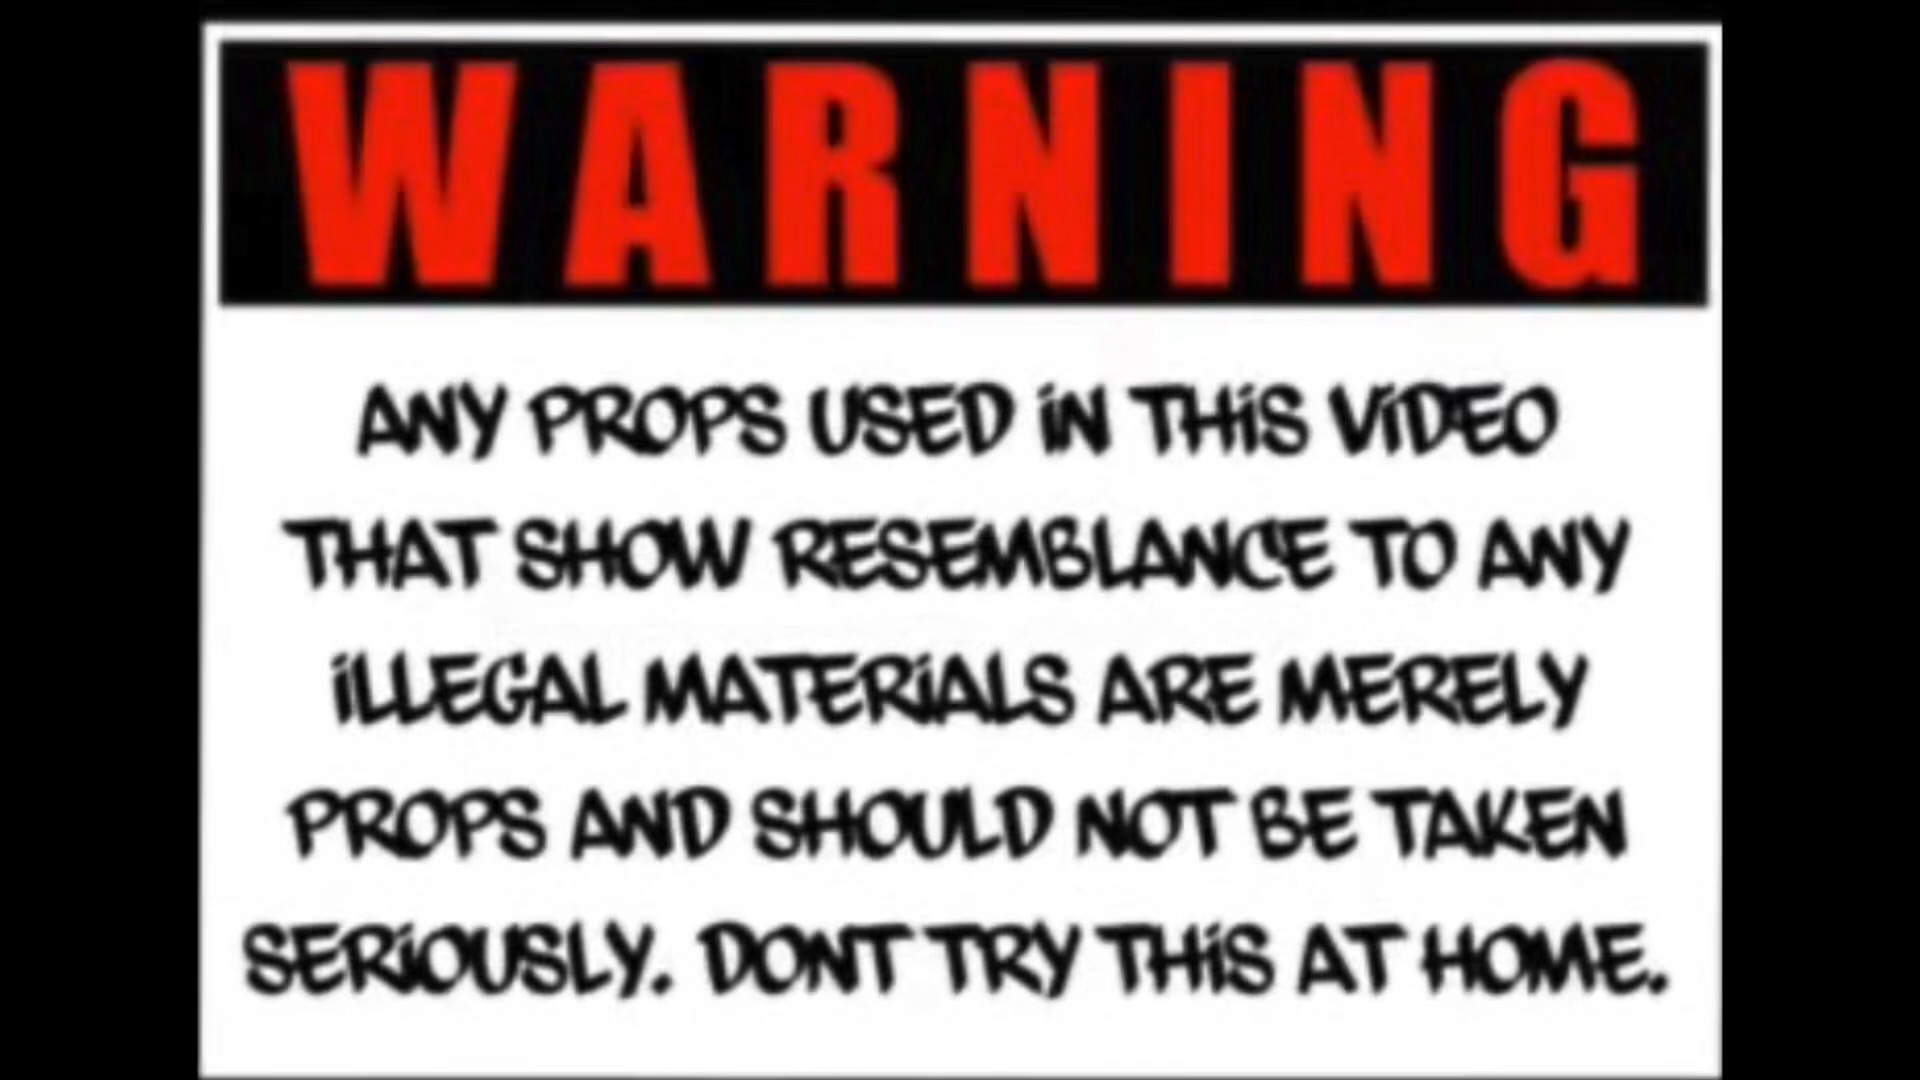 WARNING
ANY PROPS USED iN THiS ViDEO
THAT SHOW RESEMBLANCE TO ANY
iLLEGAL MATERiALS ARE MERELY
PROPS AND SHOULD NOT BE TAKEN
SERiOUSLY. DONT TRY THiS AT HOME.